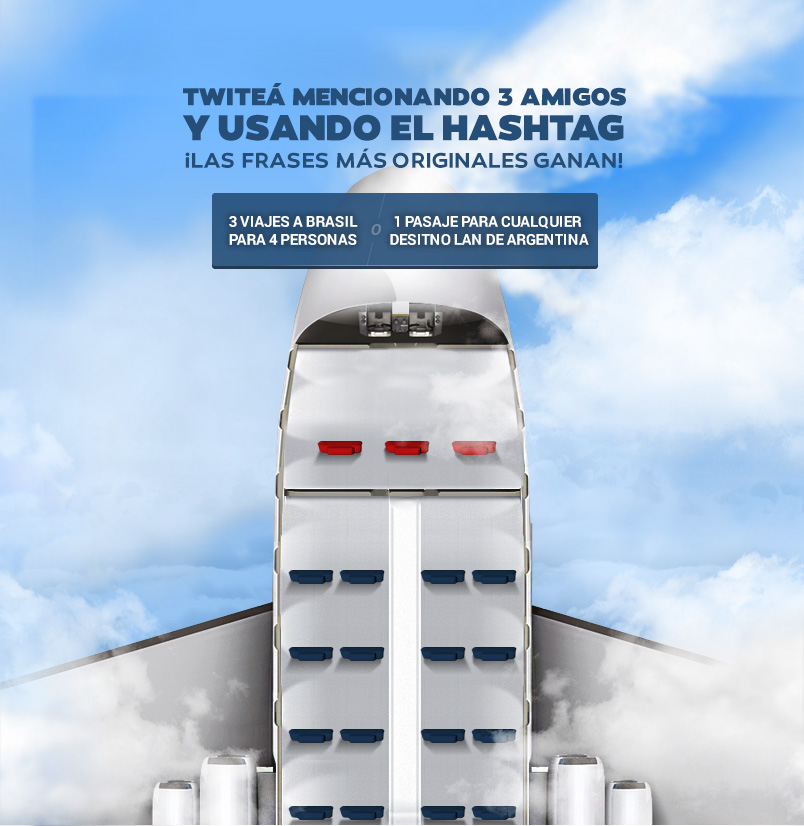 TWITEÁ MENCIONANDO 3 AMIGOS
Y USANDO EL HASHTAG
¡LAS FRASES MÁS ORIGINALES GANAN!
3 VIAJES A BRASIL
PARA 4 PERSONAS
o
1 PASAJE PARA CUALQUIER
DESITNO LAN DE ARGENTINA